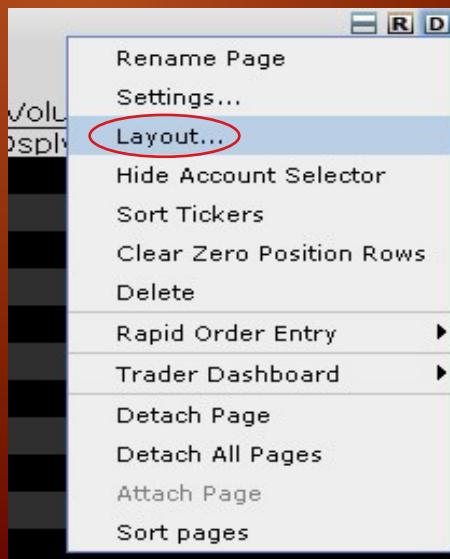 R D
Rename Page
Settings...
Layout...
Hide Account Selector
Sort Tickers
Clear Zero Position Rows
Delete
Rapid Order Entry
Trader Dashboard
Detach Page
Detach All Pages
Attach Page
Sort pages